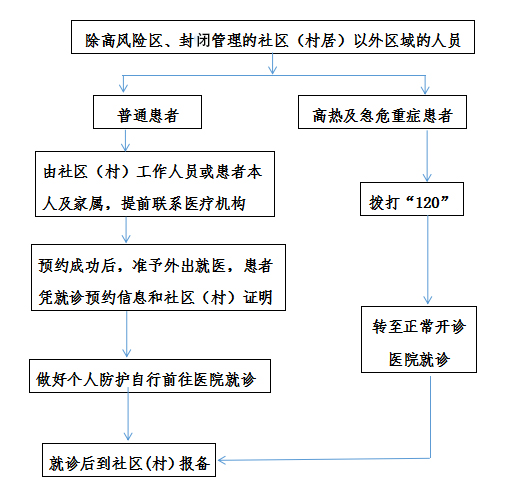 除高风险区、封闭管理的社区（村居）以外区域的人员
普通患者
高热及急危重症患者
由社区（村）工作人员或患者本
人及家属，提前联系医疗机构
拨打“120”
预约成功后，准予外出就医，患者
凭就诊预约信息和社区（村）证明
转至正常开诊
医院就诊
做好个人防护自行前往医院就诊
就诊后到社区(村)报备